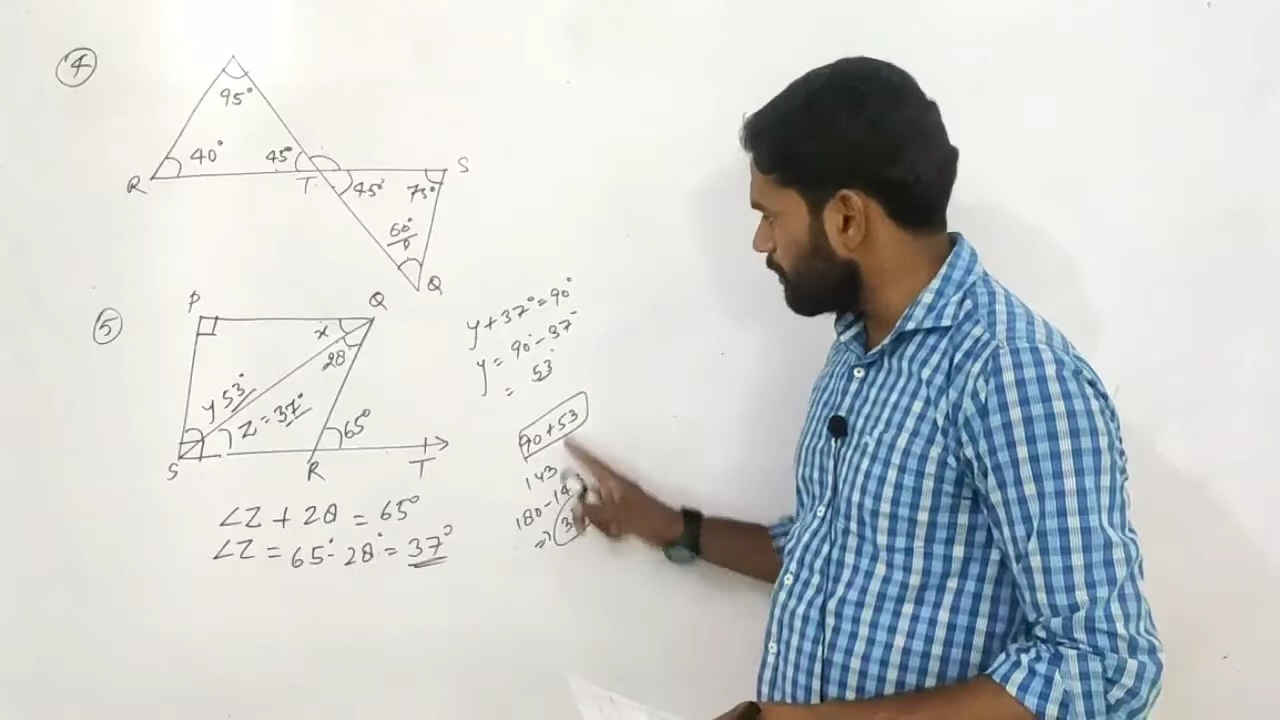 4
95°
40°
45°
R
T
45°
75°
S
60°
Q
5
P
Q
x
28°
y 53°
Z = 37°
65°
S
R
T
∠Z + 28 = 65°
∠Z = 65° - 28° = 37°
y + 37° = 90°
y = 90° - 37°
= 53°
90 + 53
143
180 - 14
⇒ 3